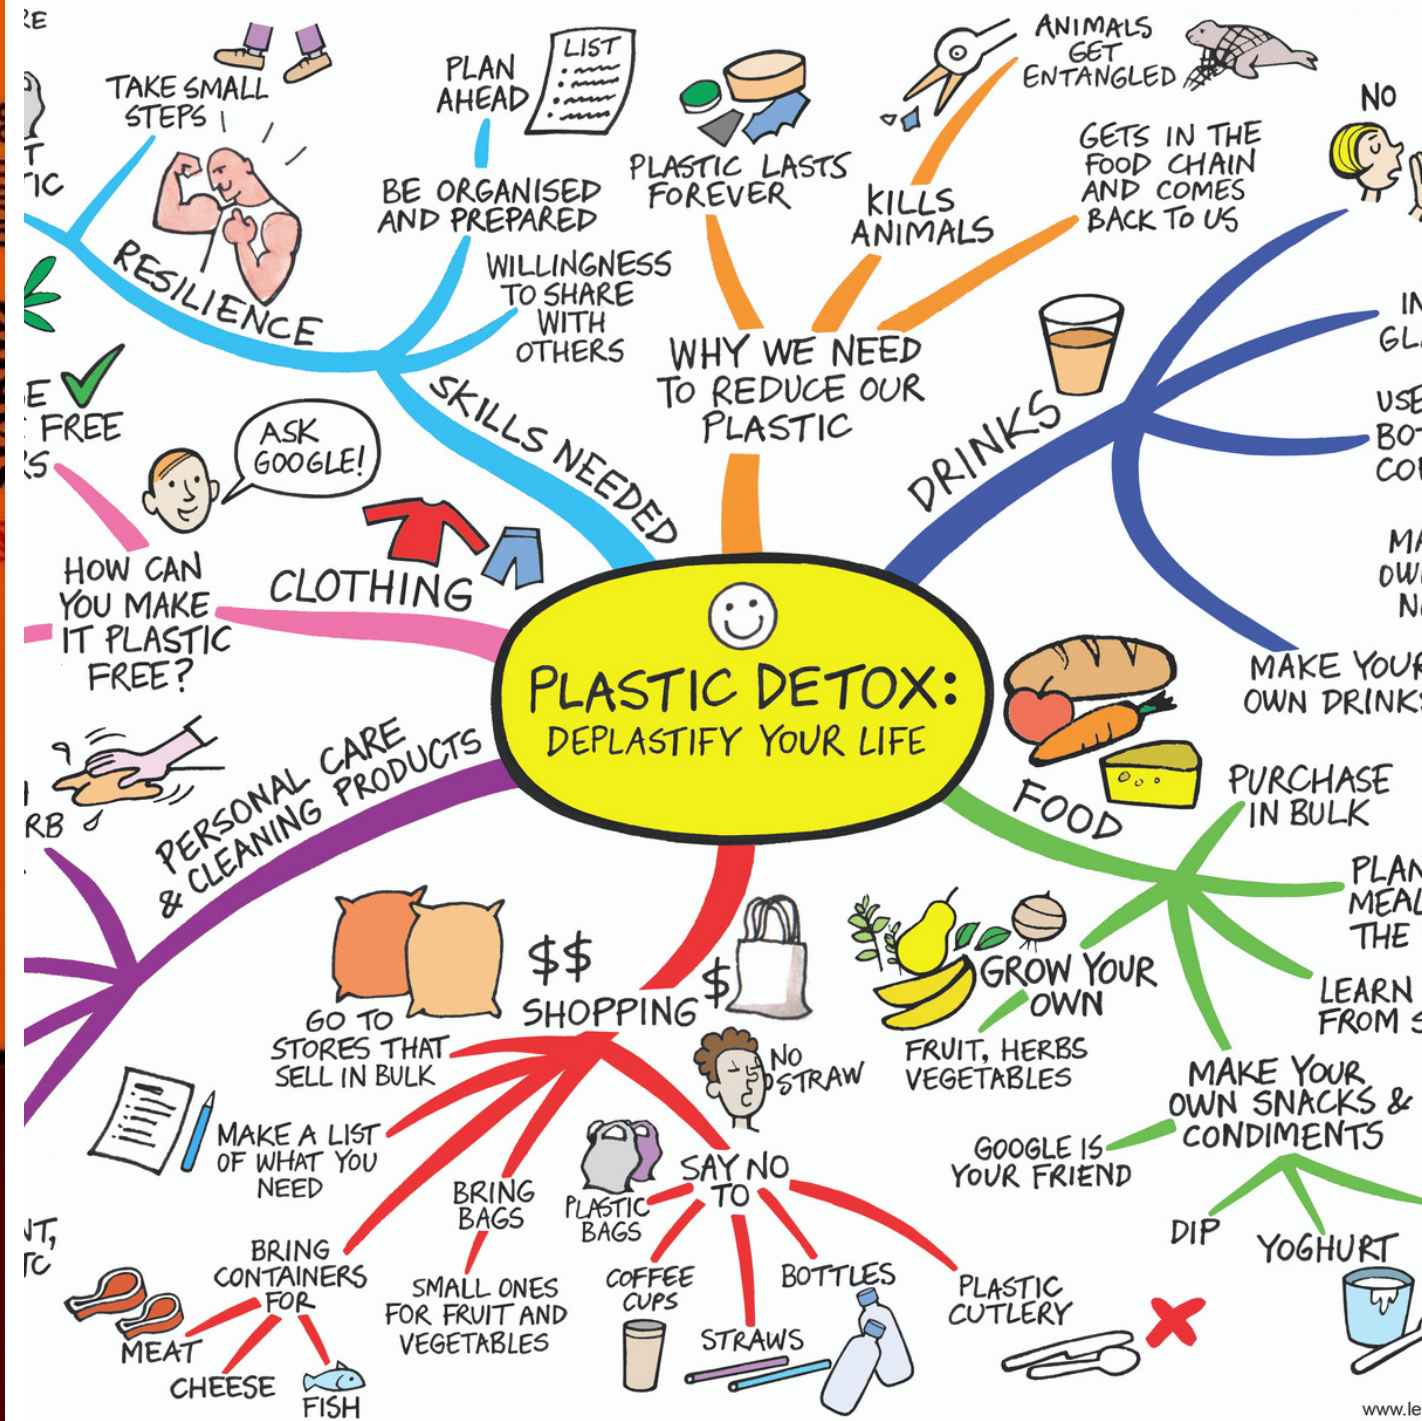 PLASTIC DETOX:
DEPLASTIFY YOUR LIFE
WHY WE NEED
TO REDUCE OUR
PLASTIC
PLASTIC LASTS
FOREVER
KILLS
ANIMALS
ANIMALS
GET
ENTANGLED
GETS IN THE
FOOD CHAIN
AND COMES
BACK TO US
DRINKS
NO
MAKE YOUR
OWN DRINKS
FOOD
PURCHASE
IN BULK
THE
LEARN
FROM
GROW YOUR
OWN
FRUIT, HERBS
VEGETABLES
MAKE YOUR
OWN SNACKS &
CONDIMENTS
GOOGLE IS
YOUR FRIEND
DIP
YOGHURT
SHOPPING
$$
$
GO TO
STORES THAT
SELL IN BULK
MAKE A LIST
OF WHAT YOU
NEED
BRING
CONTAINERS
FOR
MEAT
CHEESE
FISH
BRING
BAGS
SMALL ONES
FOR FRUIT AND
VEGETABLES
SAY NO
TO
NO
STRAW
PLASTIC
BAGS
COFFEE
CUPS
STRAWS
BOTTLES
PLASTIC
CUTLERY
PERSONAL CARE
& CLEANING PRODUCTS
CLOTHING
HOW CAN
YOU MAKE
IT PLASTIC
FREE?
ASK
GOOGLE!
FREE
SKILLS NEEDED
WILLINGNESS
TO SHARE
WITH
OTHERS
BE ORGANISED
AND PREPARED
PLAN
AHEAD
LIST
RESILIENCE
TAKE SMALL
STEPS